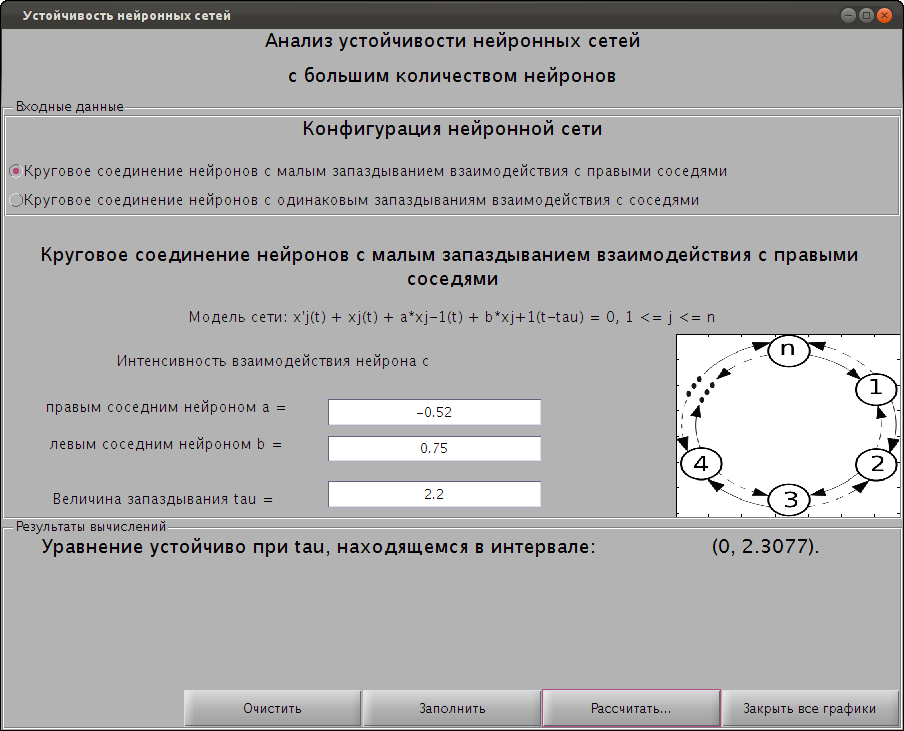 Устойчивость нейронных сетей
Анализ устойчивости нейронных сетей
с большим количеством нейронов
Входные данные
Конфигурация нейронной сети
Круговое соединение нейронов с малым запаздыванием взаимодействия с правыми соседями
Круговое соединение нейронов с одинаковым запаздываниям взаимодействия с соседями
Круговое соединение нейронов с малым запаздыванием взаимодействия с правыми
соседями
Модель сети: x'j(t) + xj(t) + a*xj−1(t) + b*xj+1(t−tau) = 0, 1 <= j <= n
Интенсивность взаимодействия нейрона с
правым соседним нейроном a =
−0.52
левым соседним нейроном b =
0.75
Величина запаздывания tau =
2.2
n
1
2
3
4
Результаты вычислений
Уравнение устойчиво при tau, находящемся в интервале: (0, 2.3077).
Очистить
Заполнить
Рассчитать...
Закрыть все графики